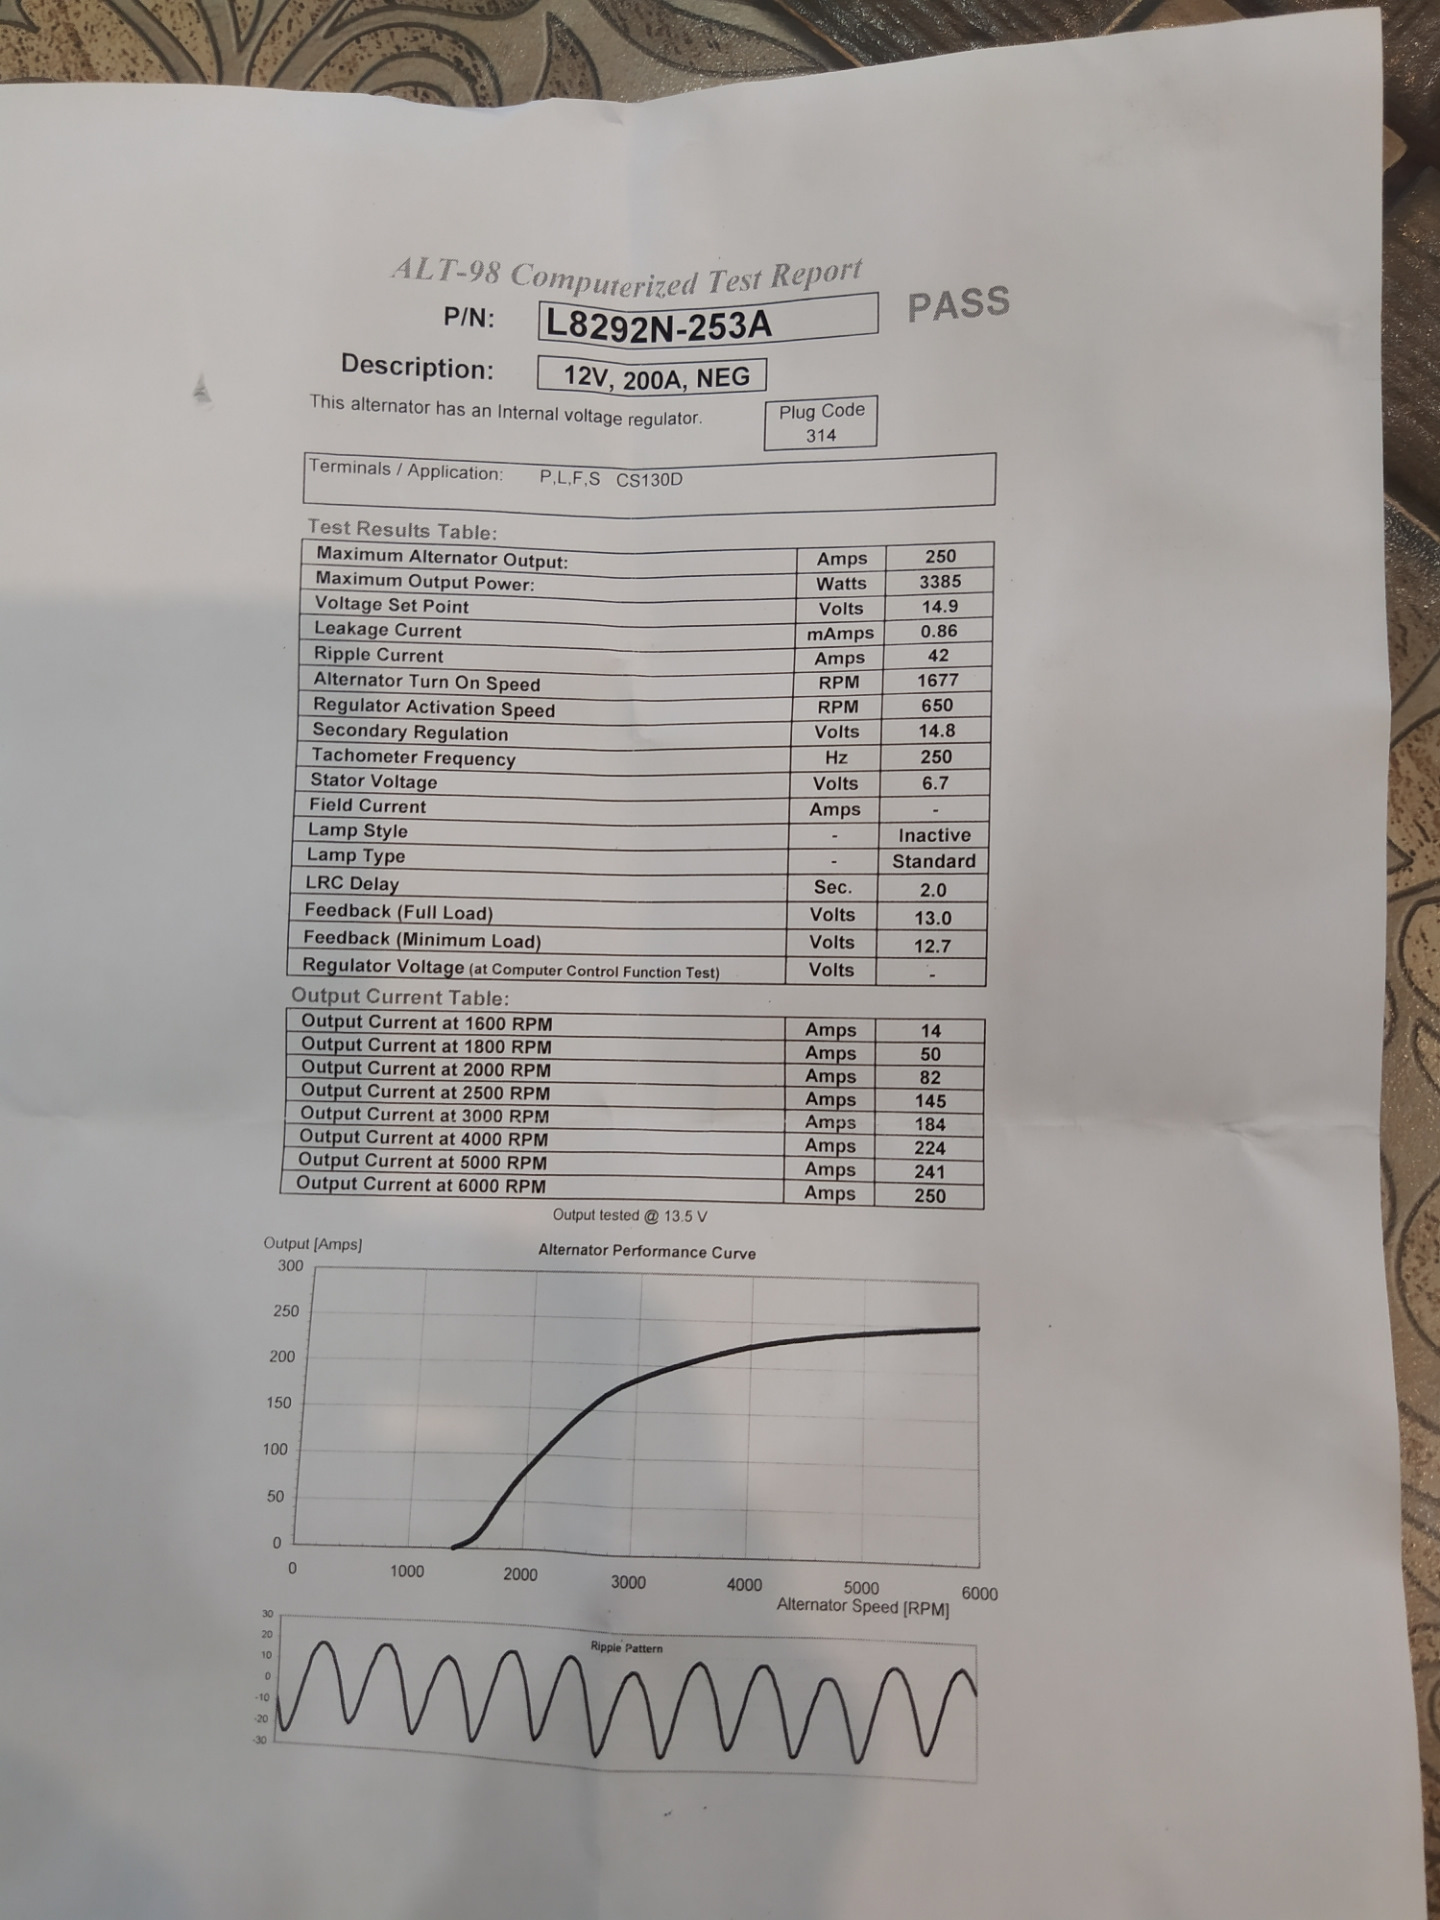 ALT-98 Computerized Test Report
PASS
P/N: L8292N-253A
Description: 12V, 200A, NEG
This alternator has an Internal voltage regulator.
Plug Code
314
Terminals / Application: P,L,F,S CS130D
Test Results Table:
Maximum Alternator Output: Amps 250
Maximum Output Power: Watts 3385
Voltage Set Point Volts 14.9
Leakage Current mAmps 0.86
Ripple Current Amps 42
Alternator Turn On Speed RPM 1677
Regulator Activation Speed RPM 650
Secondary Regulation Volts 14.8
Tachometer Frequency Hz 250
Stator Voltage Volts 6.7
Field Current Amps -
Lamp Style - Inactive
Lamp Type - Standard
LRC Delay Sec. 2.0
Feedback (Full Load) Volts 13.0
Feedback (Minimum Load) Volts 12.7
Regulator Voltage (at Computer Control Function Test) Volts -
Output Current Table:
Output Current at 1600 RPM Amps 14
Output Current at 1800 RPM Amps 50
Output Current at 2000 RPM Amps 82
Output Current at 2500 RPM Amps 145
Output Current at 3000 RPM Amps 184
Output Current at 4000 RPM Amps 224
Output Current at 5000 RPM Amps 241
Output Current at 6000 RPM Amps 250
Output tested @ 13.5 V
Output [Amps]
Alternator Performance Curve
300
250
200
150
100
50
0
0 1000 2000 3000 4000 5000 6000
Alternator Speed [RPM]
Ripple Pattern
30
20
10
0
-10
-20
-30